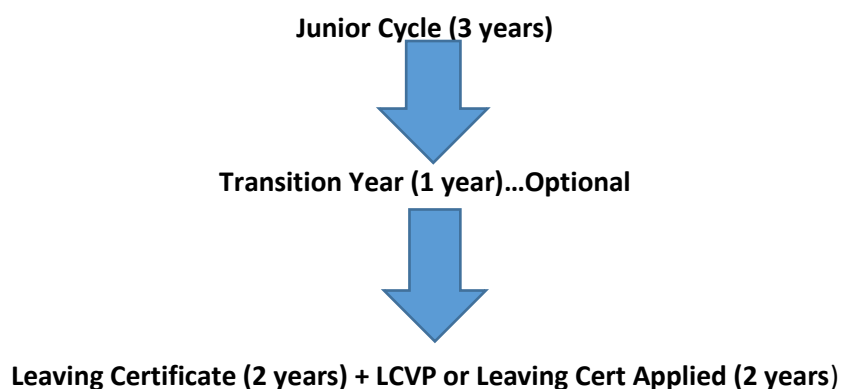 Junior Cycle (3 years)
Transition Year (1 year)...Optional
Leaving Certificate (2 years) + LCVP or Leaving Cert Applied (2 years)